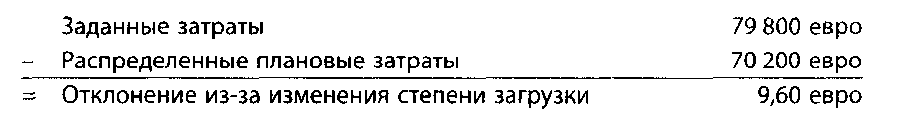 Заданные затраты 79 800 евро
– Распределенные плановые затраты 70 200 евро
= Отклонение из-за изменения степени загрузки 9,60 евро